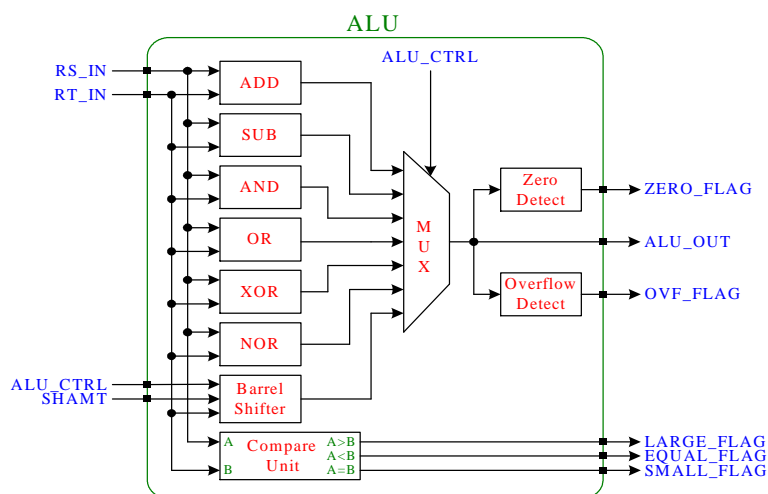 ALU
RS_IN
RT_IN
ALU_CTRL
ADD
SUB
AND
OR
XOR
NOR
MUX
Zero
Detect
ZERO_FLAG
ALU_OUT
Overflow
Detect
OVF_FLAG
ALU_CTRL
SHAMT
Barrel
Shifter
A
B
Compare
Unit
A>B
A<B
A=B
LARGE_FLAG
EQUAL_FLAG
SMALL_FLAG